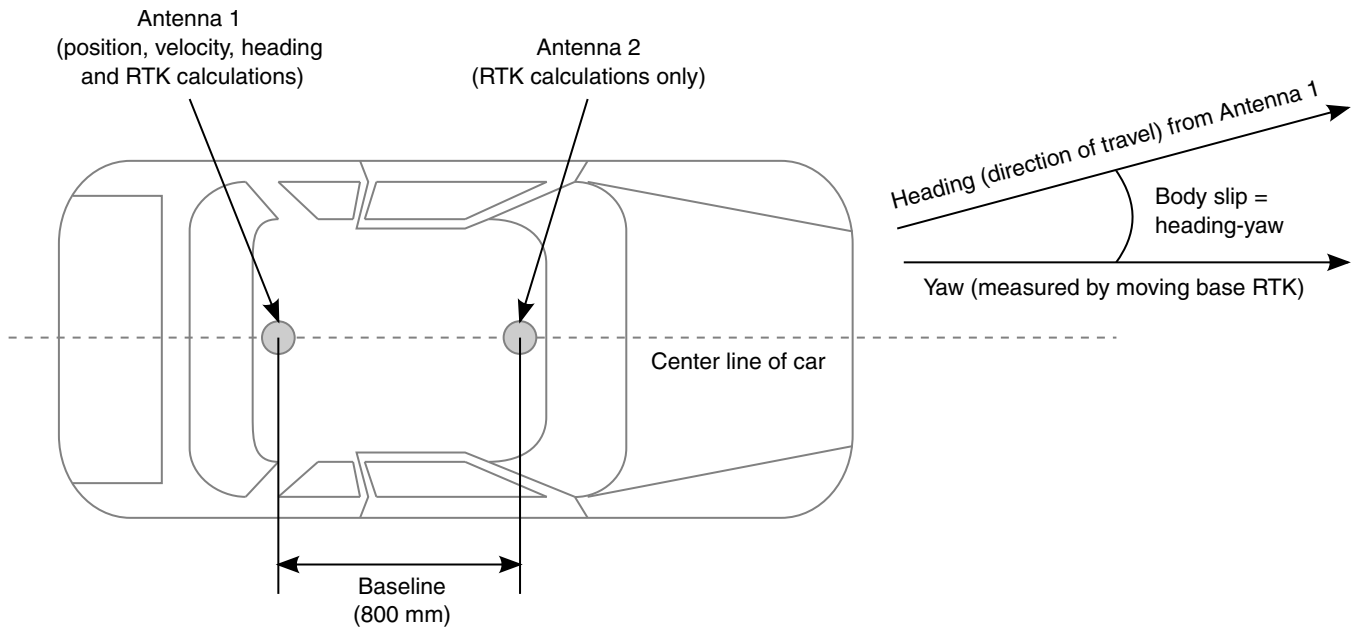 Antenna 1
(position, velocity, heading
and RTK calculations)
Antenna 2
(RTK calculations only)
Heading (direction of travel) from Antenna 1
Body slip =
heading-yaw
Yaw (measured by moving base RTK)
Center line of car
Baseline
(800 mm)